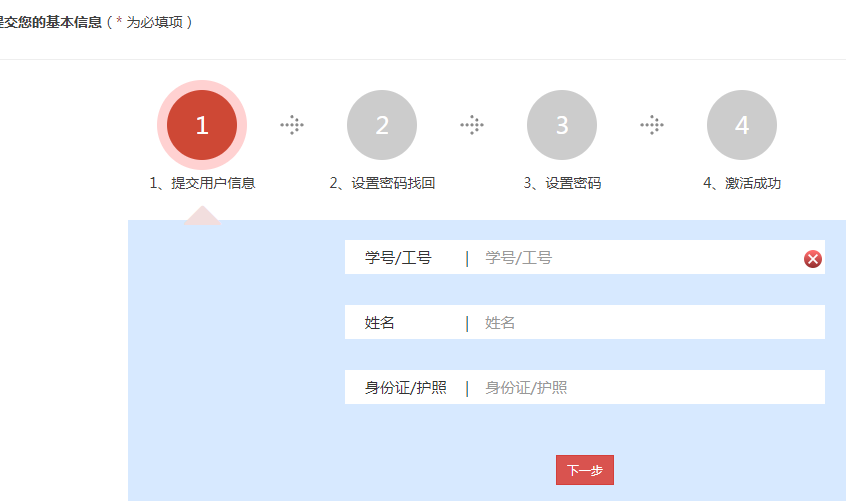 提交您的基本信息（* 为必填项）
1
2
3
4
1、提交用户信息
2、设置密码找回
3、设置密码
4、激活成功
学号/工号 | 学号/工号
姓名 | 姓名
身份证/护照 | 身份证/护照
下一步